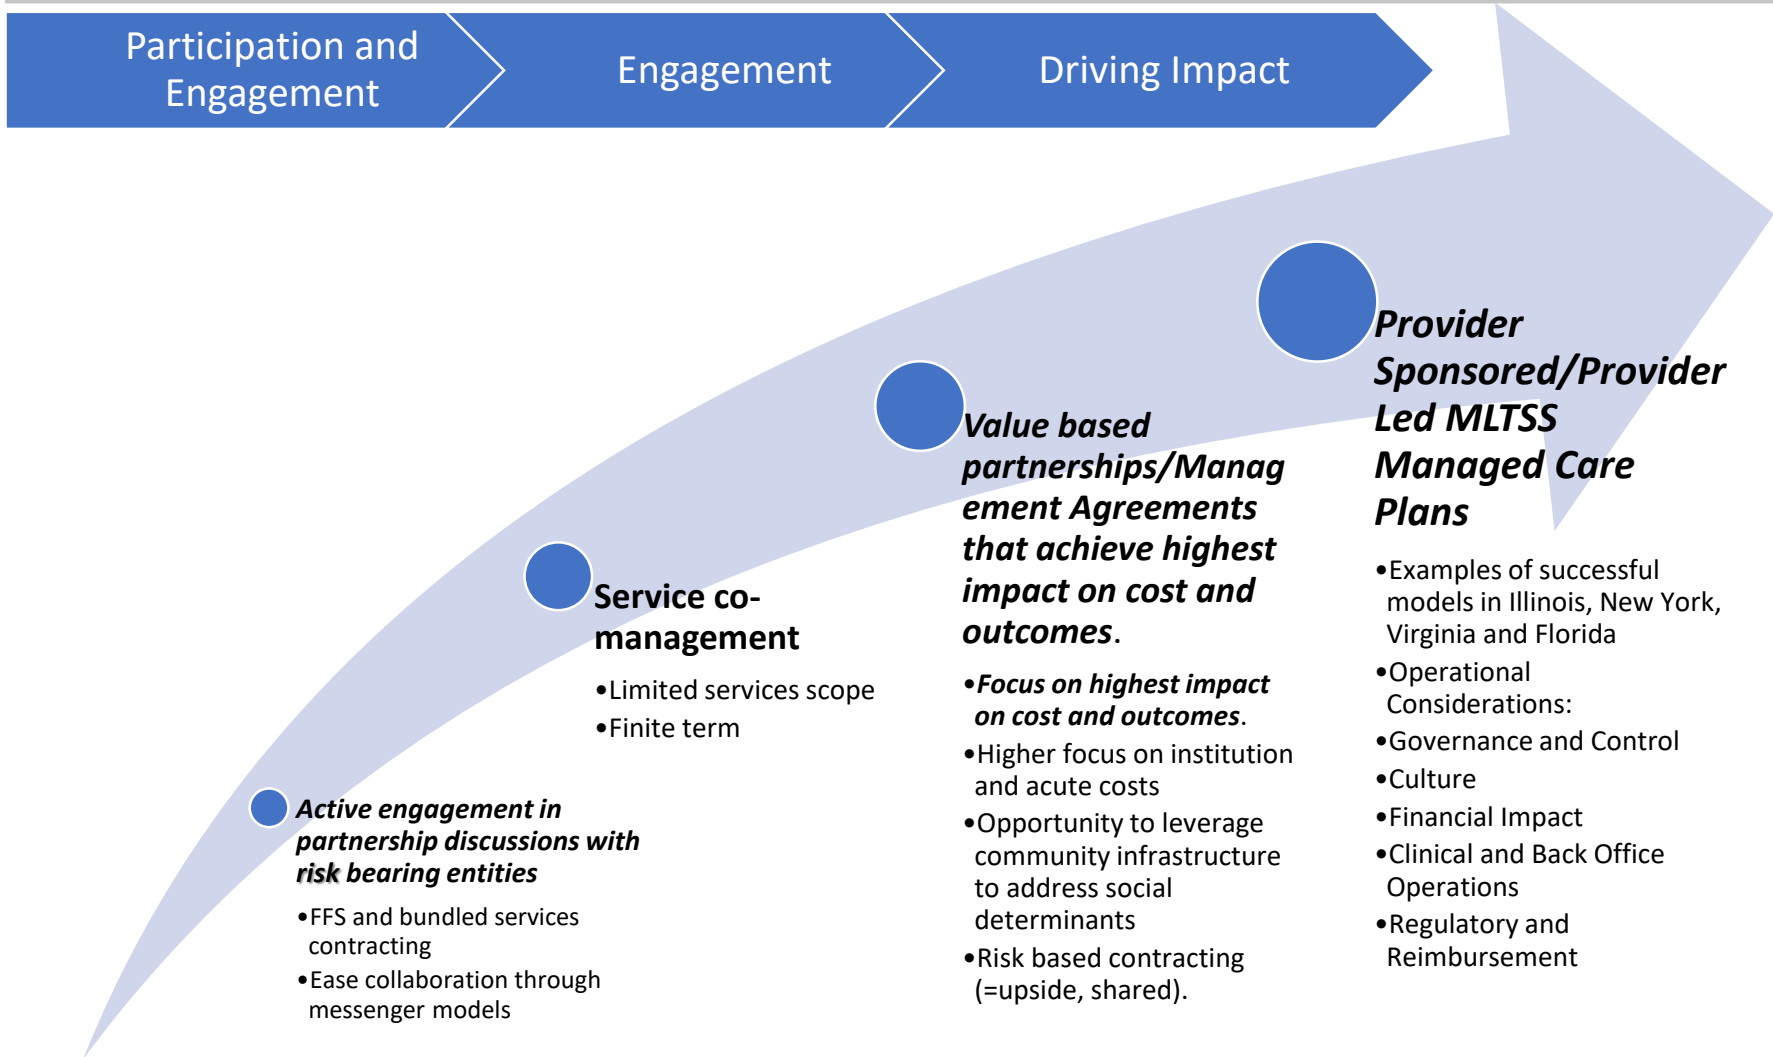 Participation and
Engagement
Engagement
Driving Impact
Active engagement in
partnership discussions with
risk bearing entities
•FFS and bundled services
contracting
•Ease collaboration through
messenger models
Service co-
management
•Limited services scope
•Finite term
Value based
partnerships/Manag
ement Agreements
that achieve highest
impact on cost and
outcomes.
•Focus on highest impact
on cost and outcomes.
•Higher focus on institution
and acute costs
•Opportunity to leverage
community infrastructure
to address social
determinants
•Risk based contracting
(=upside, shared).
Provider
Sponsored/Provider
Led MLTSS
Managed Care
Plans
•Examples of successful
models in Illinois, New York,
Virginia and Florida
•Operational
Considerations:
•Governance and Control
•Culture
•Financial Impact
•Clinical and Back Office
Operations
•Regulatory and
Reimbursement